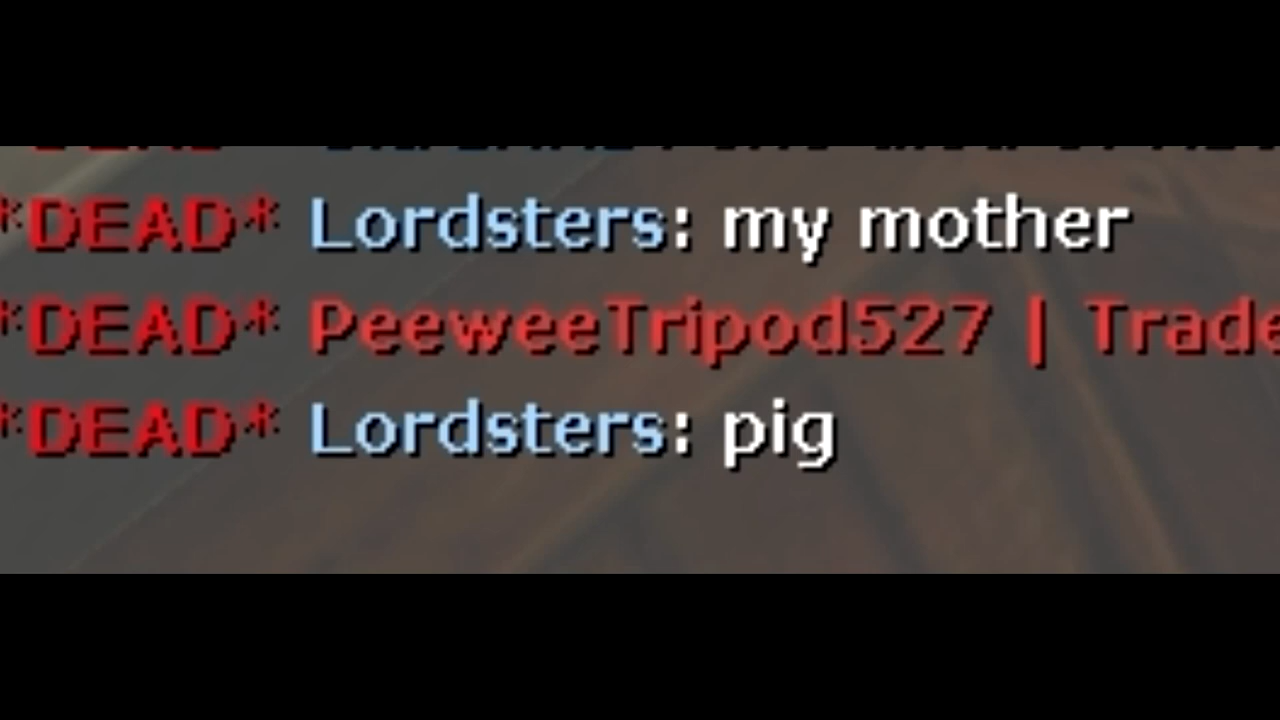 *DEAD* Lordsters: my mother
*DEAD* PeeweeTripod527 | Trade
*DEAD* Lordsters: pig